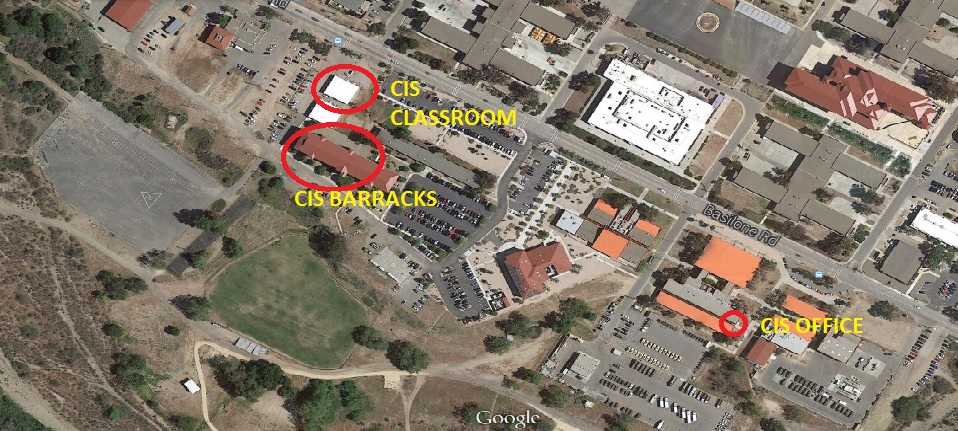 CIS
CLASSROOM
CIS BARRACKS
Basilone Rd
CIS OFFICE
Google